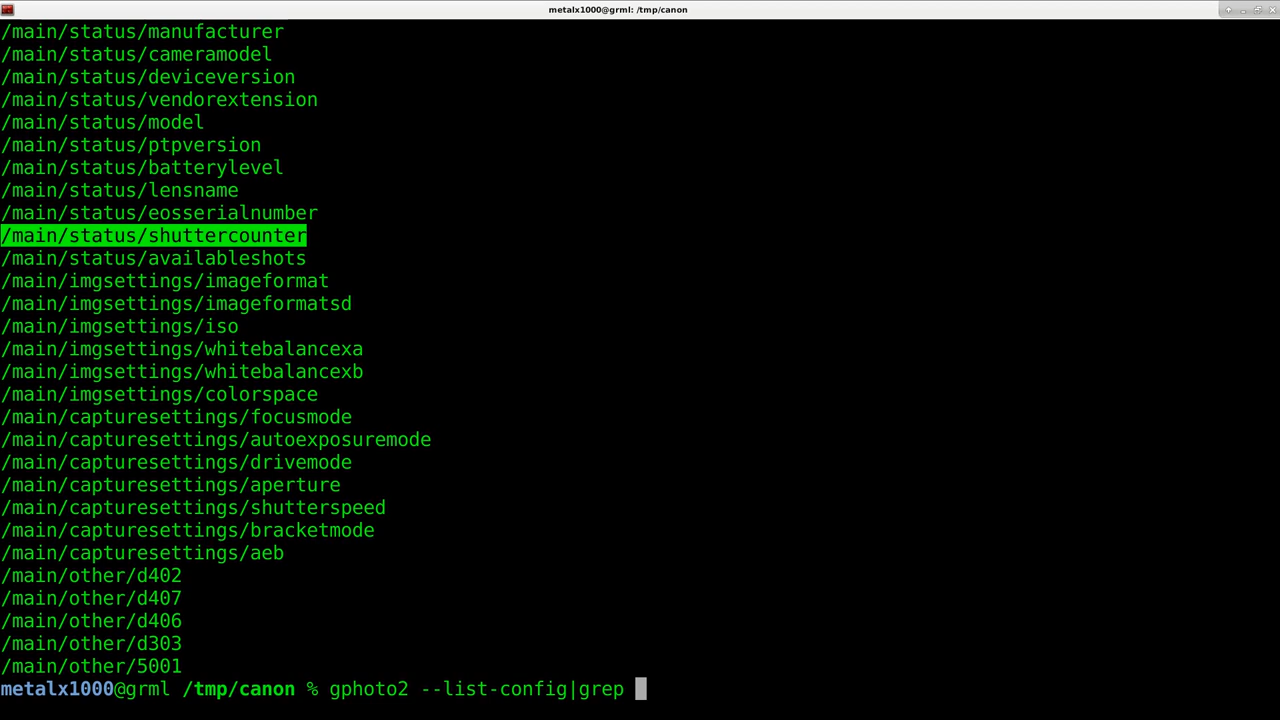 metalx1000@grml: /tmp/canon
/main/status/manufacturer
/main/status/cameramodel
/main/status/deviceversion
/main/status/vendorextension
/main/status/model
/main/status/ptpversion
/main/status/batterylevel
/main/status/lensname
/main/status/eosserialnumber
/main/status/shuttercounter
/main/status/availableshots
/main/imgsettings/imageformat
/main/imgsettings/imageformatsd
/main/imgsettings/iso
/main/imgsettings/whitebalancexa
/main/imgsettings/whitebalancexb
/main/imgsettings/colorspace
/main/capturesettings/focusmode
/main/capturesettings/autoexposuremode
/main/capturesettings/drivemode
/main/capturesettings/aperture
/main/capturesettings/shutterspeed
/main/capturesettings/bracketmode
/main/capturesettings/aeb
/main/other/d402
/main/other/d407
/main/other/d406
/main/other/d303
/main/other/5001
metalx1000@grml /tmp/canon % gphoto2 --list-config|grep